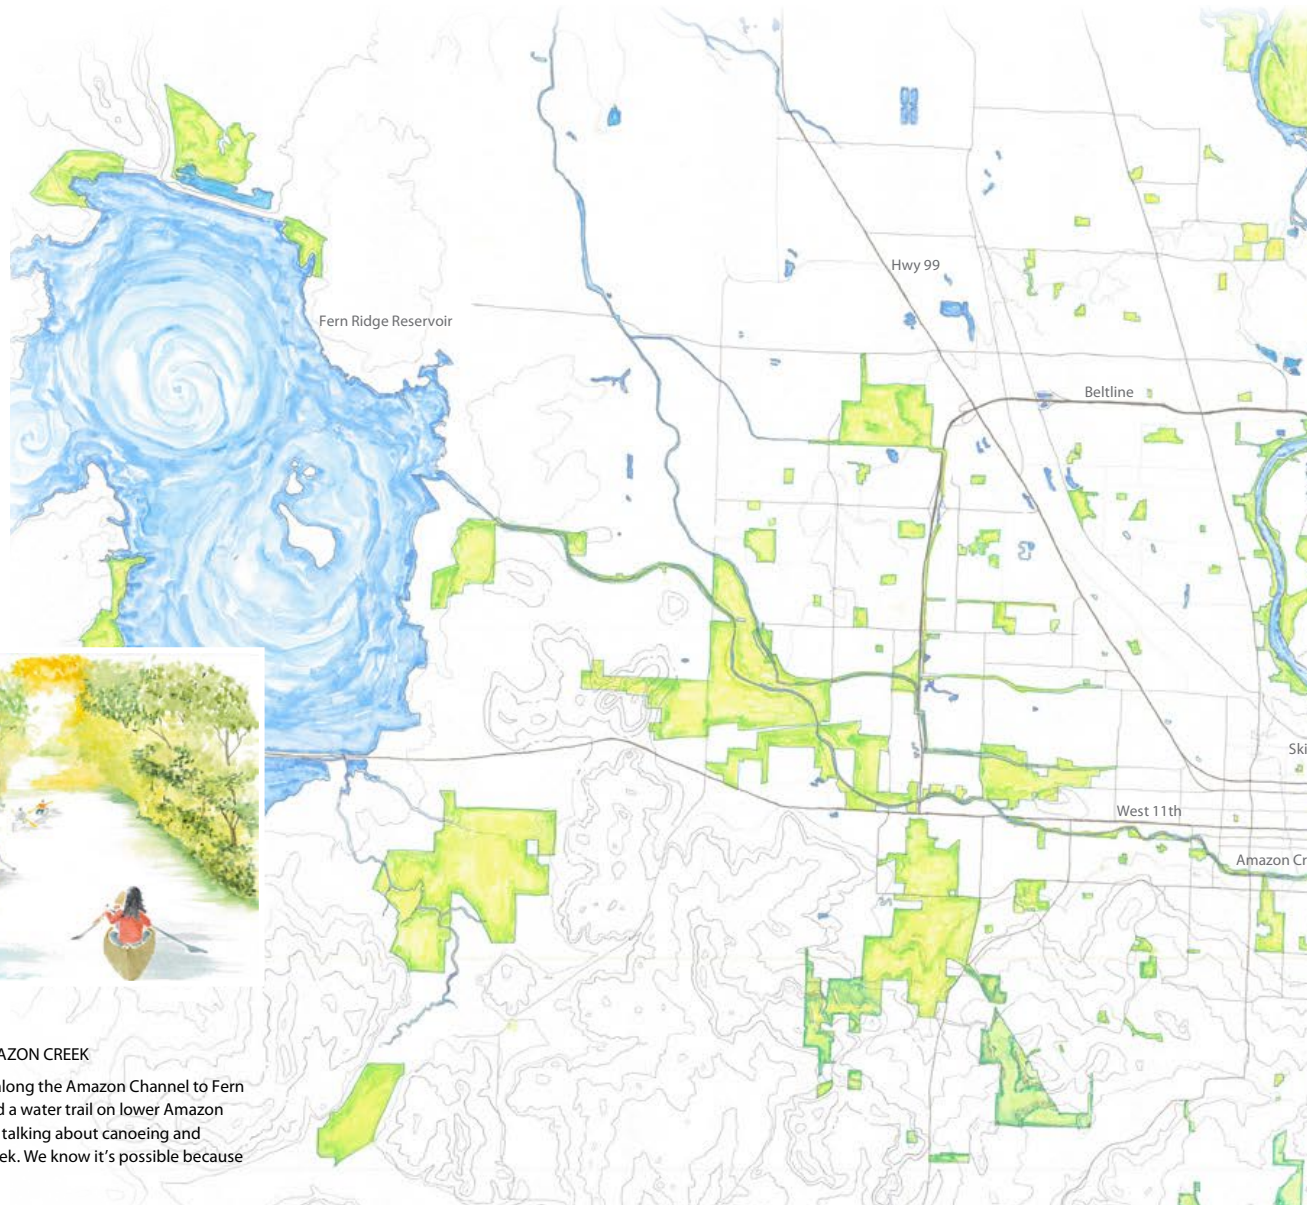 Fern Ridge Reservoir
Hwy 99
Beltline
Ski
West 11th
Amazon Cr
AZON CREEK
along the Amazon Channel to Fern
d a water trail on lower Amazon
talking about canoeing and
ek. We know it's possible because